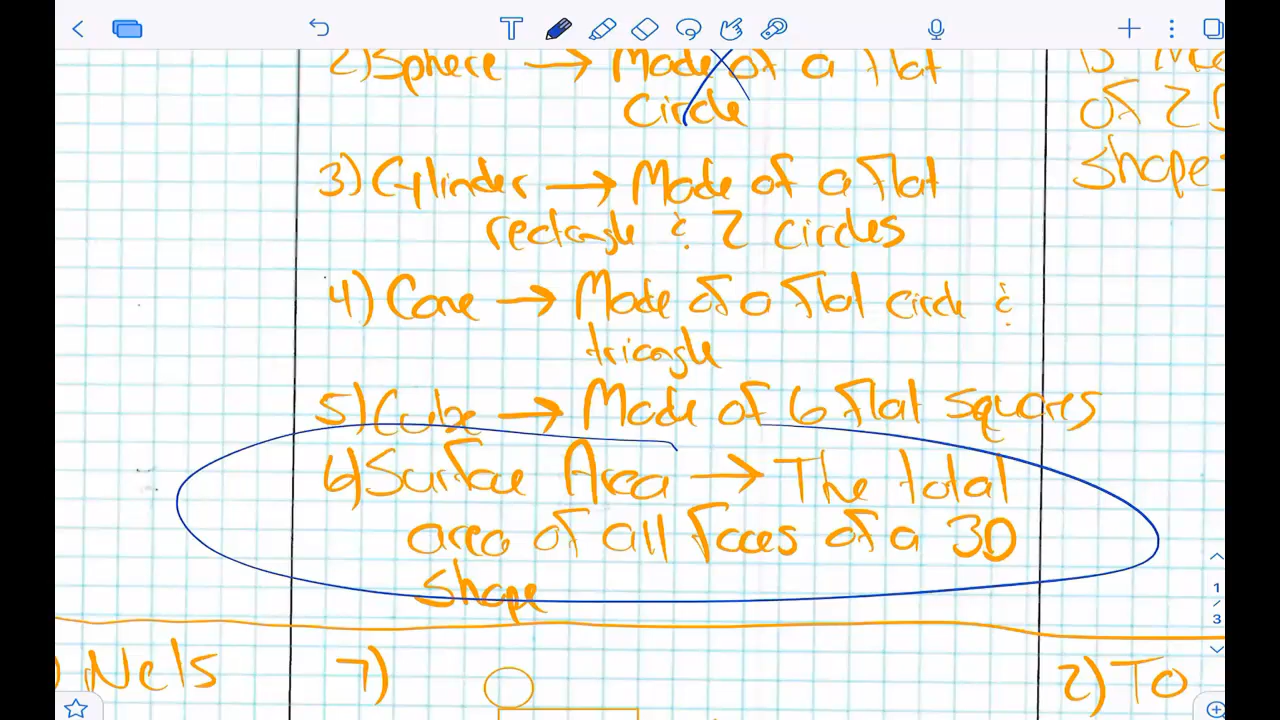 2) Sphere → Made of a flat
Circle
3) Cylinder → Made of a flat
rectangle & 2 circles
4) Cone → Made of a flat circle &
triangle
5) Cube → Made of 6 flat squares
6) Surface Area → The total
area of all faces of a 3D
shape
of 2
shape
) Nets
7)
2) To
1
/
3
T